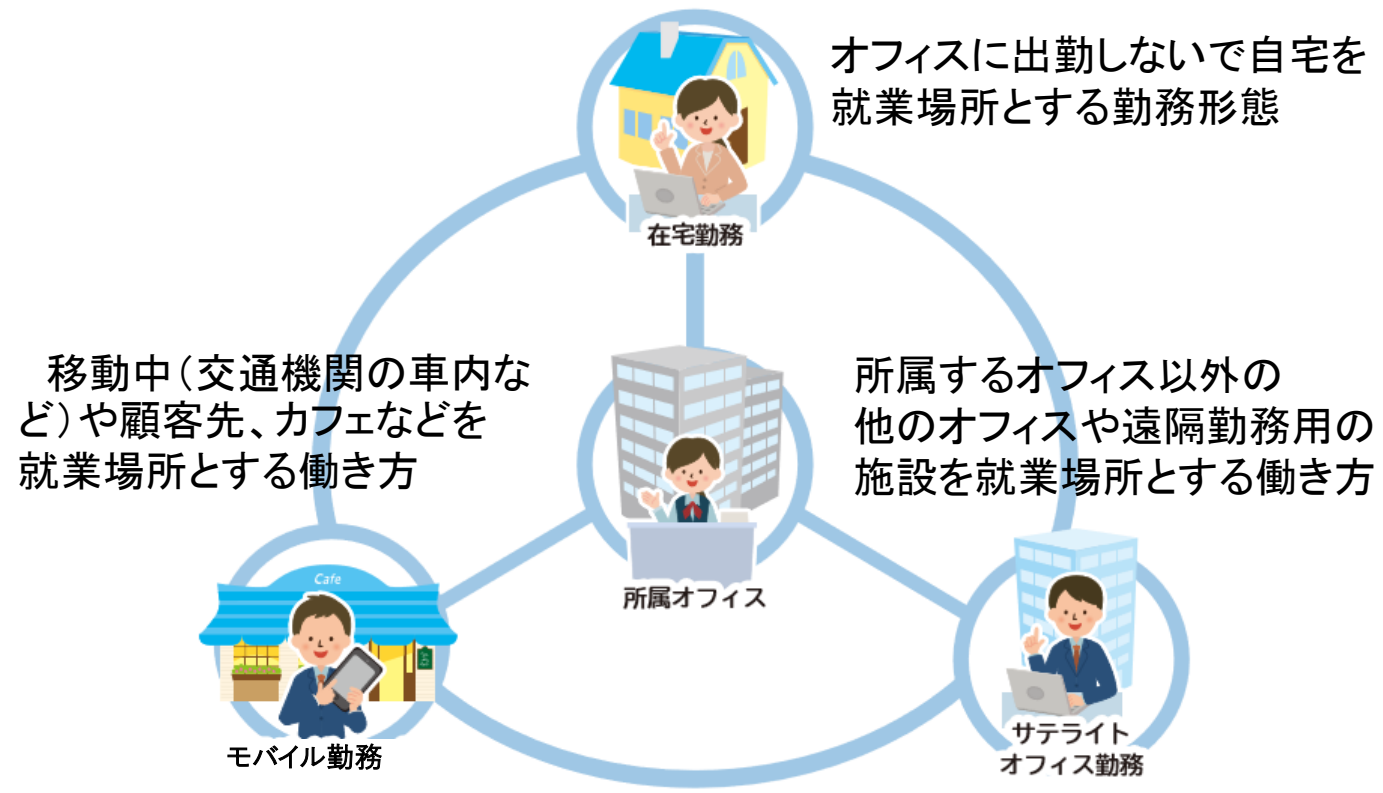 オフィスに出勤しないで自宅を
就業場所とする勤務形態
在宅勤務
移動中（交通機関の車内な
ど）や顧客先、カフェなどを
就業場所とする働き方
所属するオフィス以外の
他のオフィスや遠隔勤務用の
施設を就業場所とする働き方
所属オフィス
Cafe
モバイル勤務
サテライト
オフィス勤務